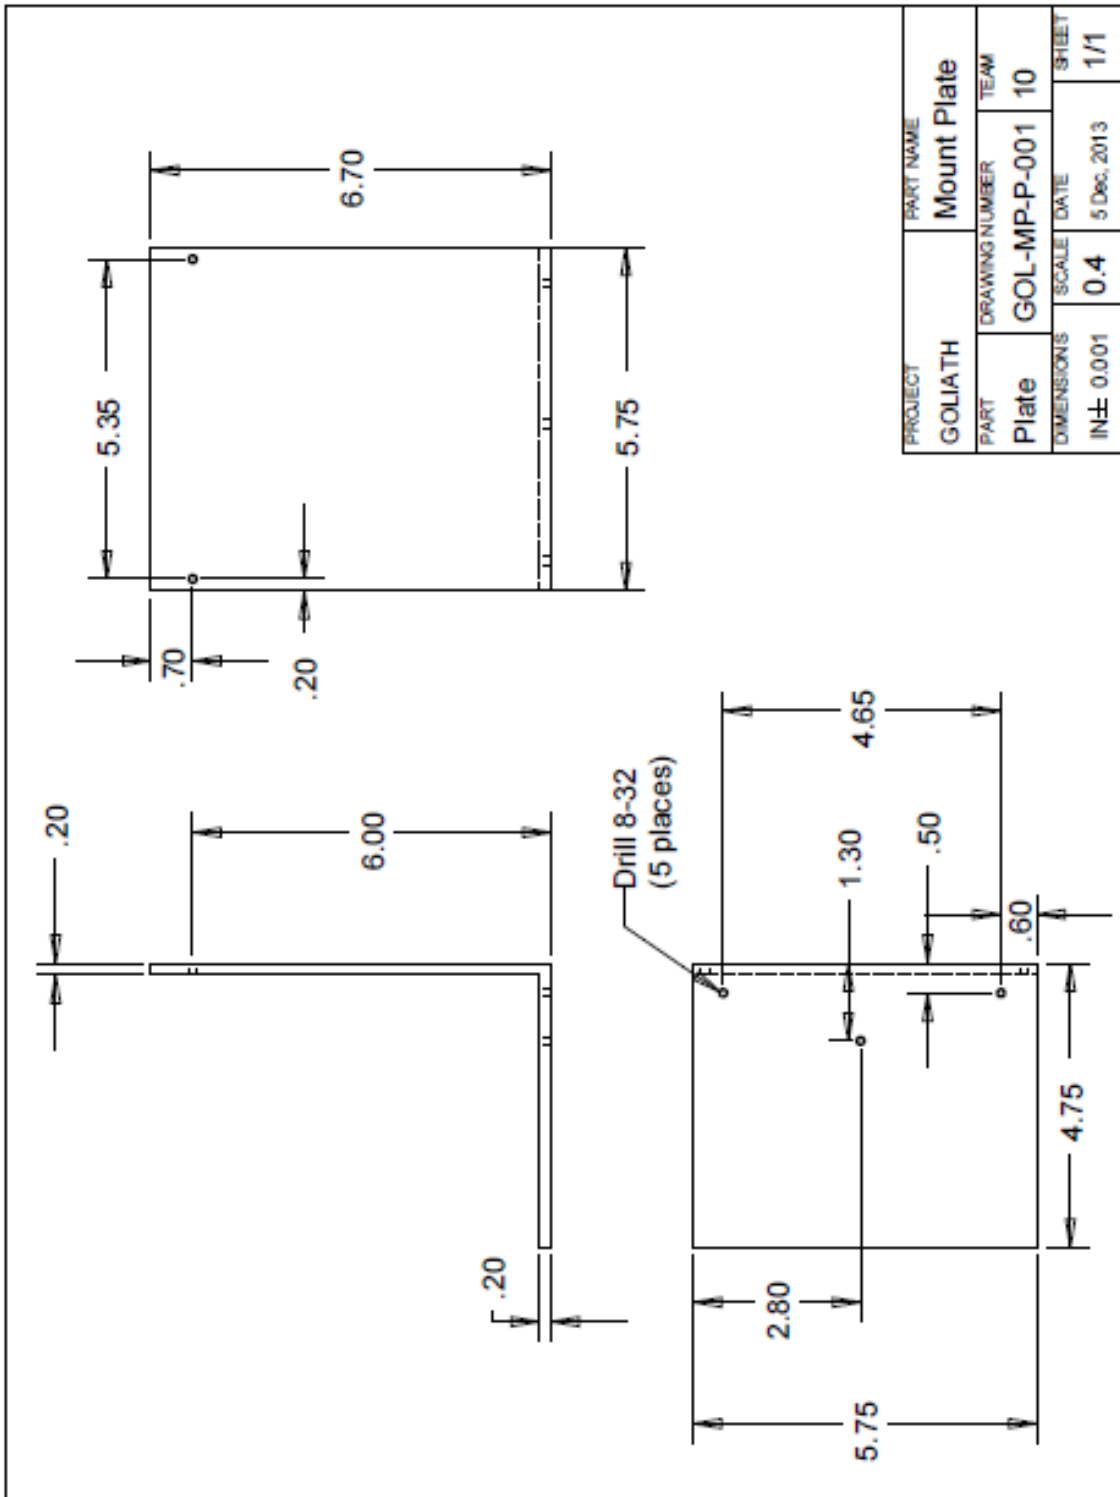 5.35
.70
.20
6.70
5.75
.20
6.00
.20
Drill 8-32
(5 places)
4.65
1.30
.50
.60
2.80
4.75
5.75
PROJECT
GOLIATH
PART NAME
Mount Plate
PART
Plate
DRAWING NUMBER
GOL-MP-P-001
TEAM
10
DIMENSIONS
IN± 0.001
SCALE
0.4
DATE
5 Dec, 2013
SHEET
1/1